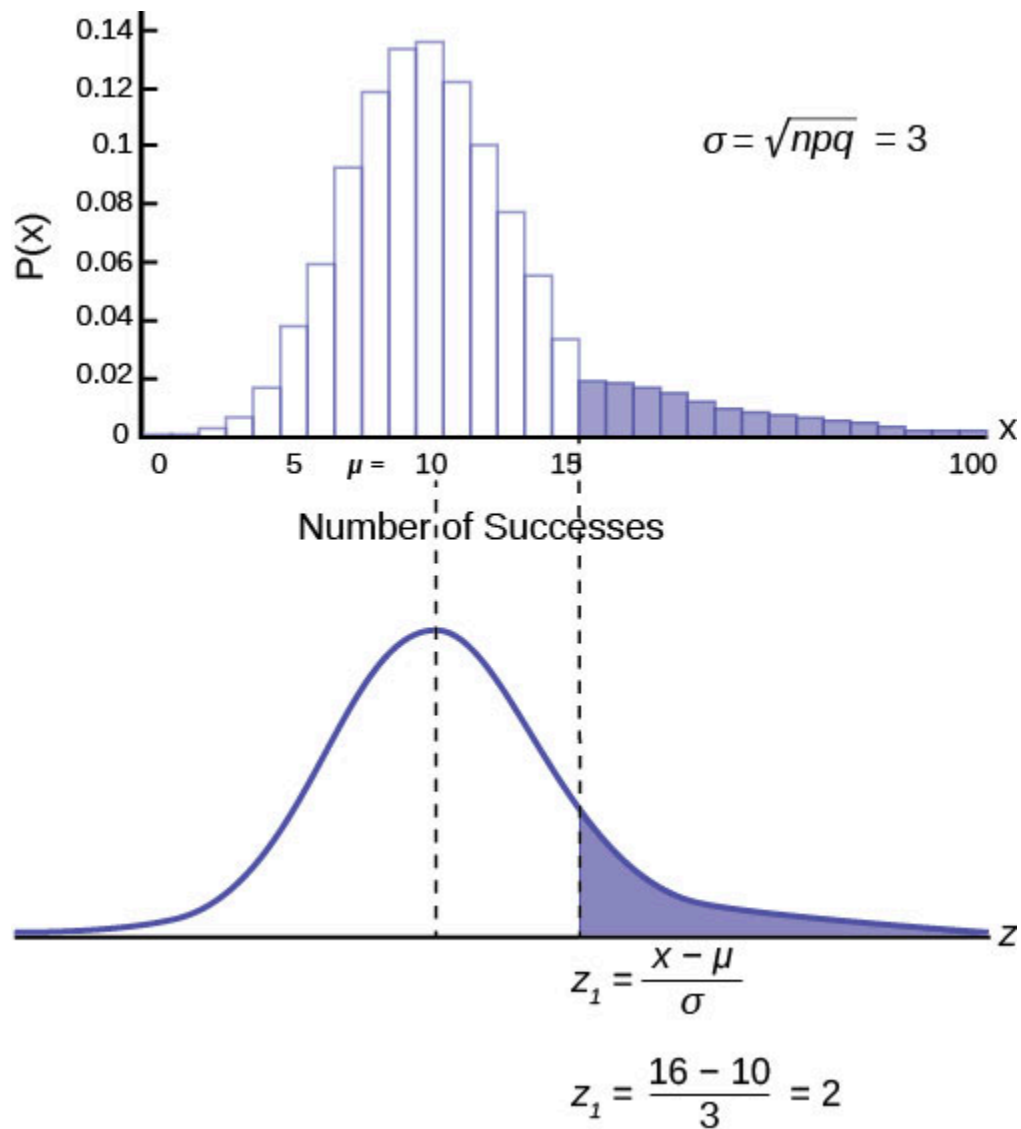 0.14
0.12
0.1
0.08
0.06
0.04
0.02
0
P(x)
σ = √npq = 3
x
0 5 μ = 10 15 100
Number of Successes
z
z₁ = (x − μ)/σ
z₁ = (16 − 10)/3 = 2